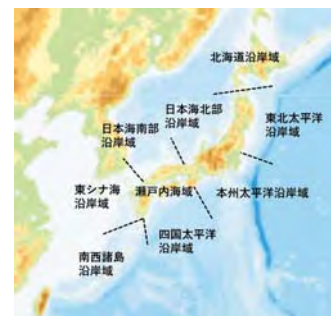 北海道沿岸域
日本海北部
沿岸域
日本海南部
沿岸域
東北太平洋
沿岸域
東シナ海
沿岸域
瀬戸内海域
本州太平洋沿岸域
四国太平洋
沿岸域
南西諸島
沿岸域